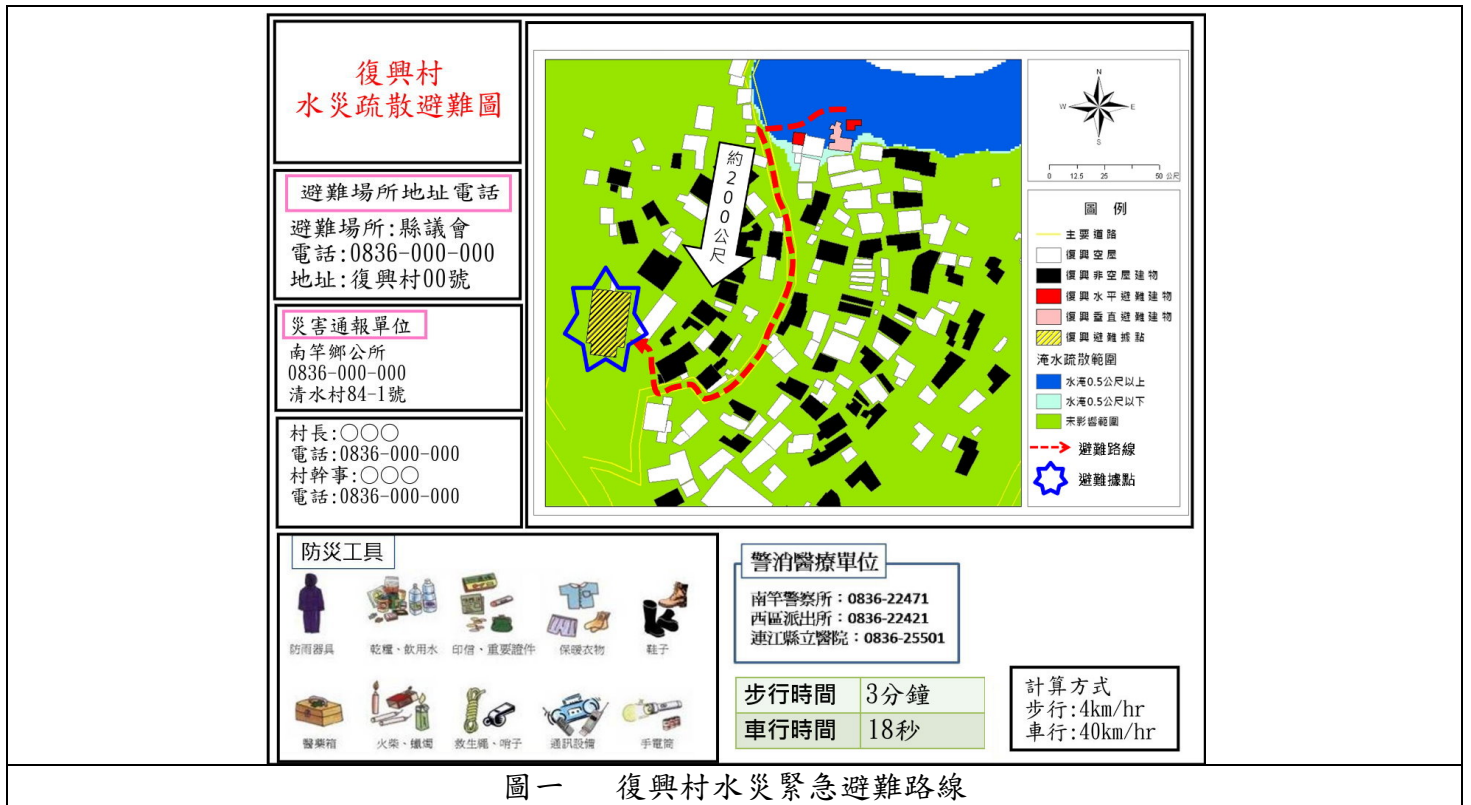 復興村
水災疏散避難圖
避難場所地址電話
避難場所:縣議會
電話:0836-000-000
地址:復興村00號
災害通報單位
南竿鄉公所
0836-000-000
清水村84-1號
村長:○○○
電話:0836-000-000
村幹事:○○○
電話:0836-000-000
約200公尺
N
W
E
S
0 12.5 25 50 公尺
圖 例
主要道路
復興空屋
復興非空屋建物
復興水平避難建物
復興垂直避難建物
復興避難據點
淹水疏散範圍
水淹0.5公尺以上
水淹0.5公尺以下
未影響範圍
避難路線
避難據點
防災工具
防雨器具
乾糧、飲用水
印信、重要證件
保暖衣物
鞋子
醫藥箱
火柴、蠟燭
救生繩、哨子
通訊設備
手電筒
警消醫療單位
南竿警察所：0836-22471
西區派出所：0836-22421
連江縣立醫院：0836-25501
步行時間 3分鐘
車行時間 18秒
計算方式
步行:4km/hr
車行:40km/hr
圖一 復興村水災緊急避難路線